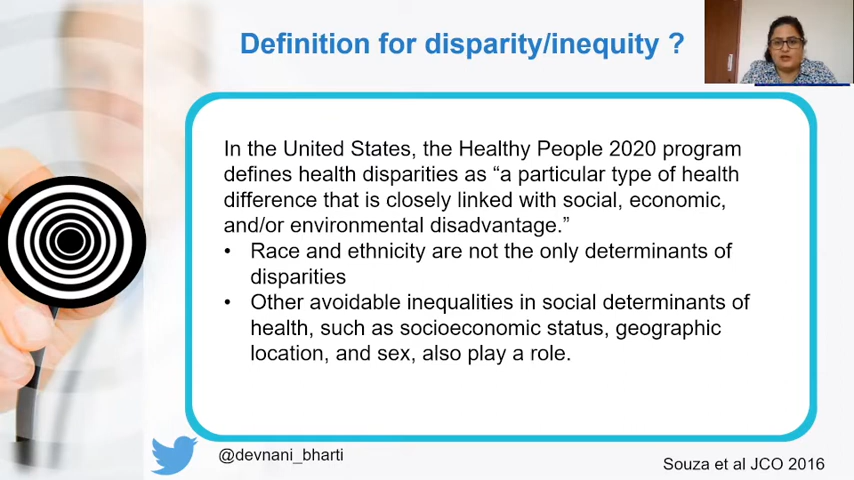 Definition for disparity/inequity ?
In the United States, the Healthy People 2020 program
defines health disparities as “a particular type of health
difference that is closely linked with social, economic,
and/or environmental disadvantage.”
• Race and ethnicity are not the only determinants of
disparities
• Other avoidable inequalities in social determinants of
health, such as socioeconomic status, geographic
location, and sex, also play a role.
@devnani_bharti
Souza et al JCO 2016